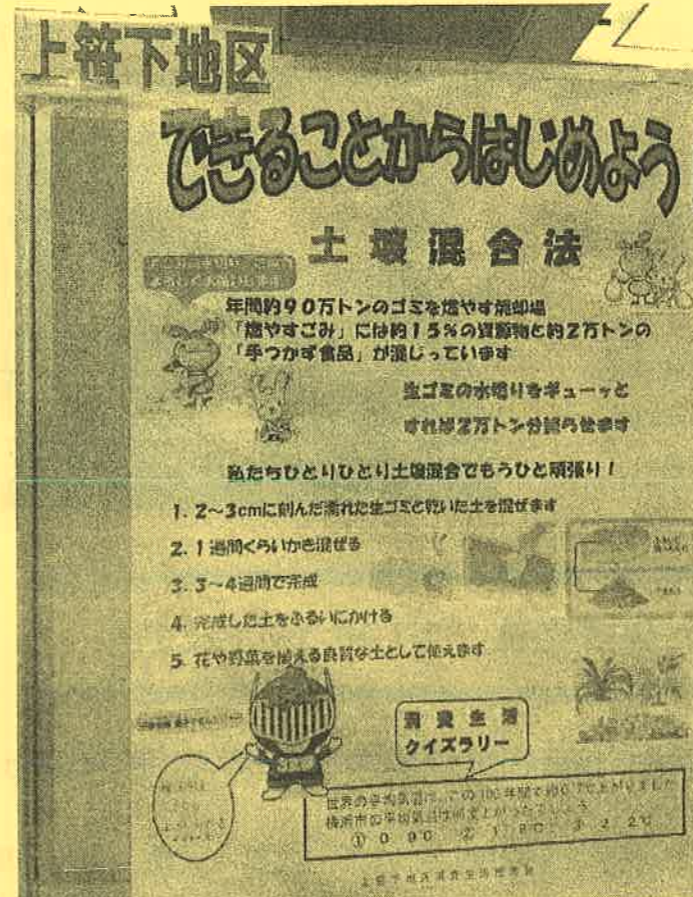 上笹下地区
できることからはじめよう
土壌混合法
年間約90万トンのゴミを燃やす焼却場
「燃やすごみ」には約15%の資源物と約2万トンの
「手つかず食品」が混じっています
生ゴミの水切りをギューッと
すれば2万トン分減らせます
私たちひとりひとり土壌混合でもうひと頑張り！
1. 2～3cmに刻んだ濡れた生ゴミと乾いた土を混ぜます
2. 1週間くらいかき混ぜる
3. 3～4週間で完成
4. 完成した土をふるいにかける
5. 花や野菜を植える良質な土として使えます
消費生活
クイズラリー
世界の平均気温は、この100年間で約0.7℃上がりました
横浜市の平均気温は何度上がったでしょう